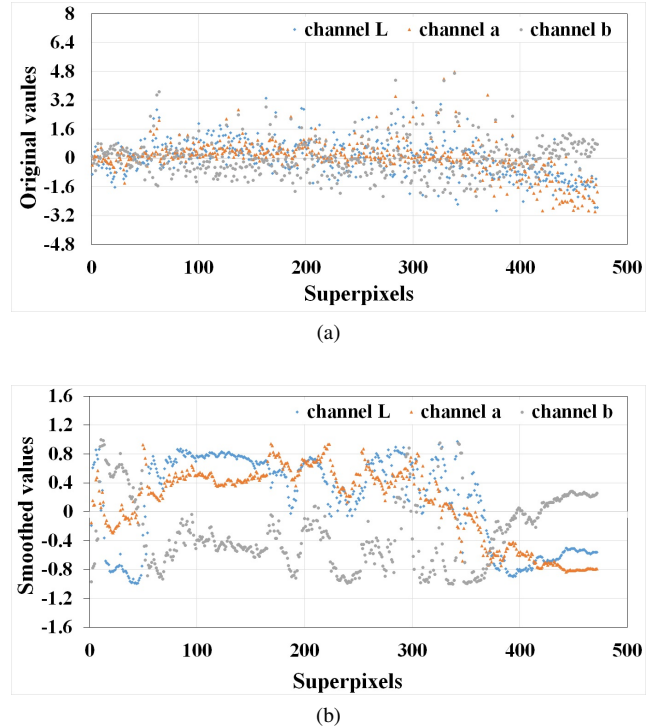 8
6.4
4.8
3.2
1.6
0
-1.6
-3.2
-4.8
channel L channel a channel b
Original vaules
0 100 200 300 400 500
Superpixels
(a)
1.6
1.2
0.8
0.4
0
-0.4
-0.8
-1.2
-1.6
channel L channel a channel b
Smoothed values
0 100 200 300 400 500
Superpixels
(b)